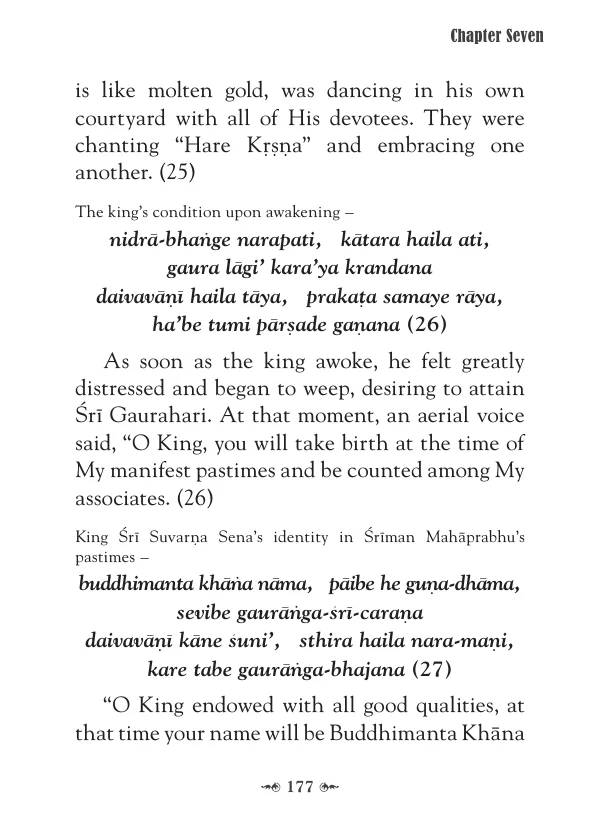 Chapter Seven
is like molten gold, was dancing in his own
courtyard with all of His devotees. They were
chanting “Hare Kṛṣṇa” and embracing one
another. (25)
The king’s condition upon awakening –
nidrā-bhaṅge narapati, kātara haila ati,
gaura lāgi’ kara’ya krandana
daivavāṇī haila tāya, prakaṭa samaye rāya,
ha’be tumi pārṣade gaṇana (26)
As soon as the king awoke, he felt greatly
distressed and began to weep, desiring to attain
Śrī Gaurahari. At that moment, an aerial voice
said, “O King, you will take birth at the time of
My manifest pastimes and be counted among My
associates. (26)
King Śrī Suvarṇa Sena’s identity in Śrīman Mahāprabhu’s
pastimes –
buddhimanta khāṅa nāma, pāibe he guṇa-dhāma,
sevibe gaurāṅga-śrī-caraṇa
daivavāṇī kāne śuni’, sthira haila nara-maṇi,
kare tabe gaurāṅga-bhajana (27)
“O King endowed with all good qualities, at
that time your name will be Buddhimanta Khāna
177